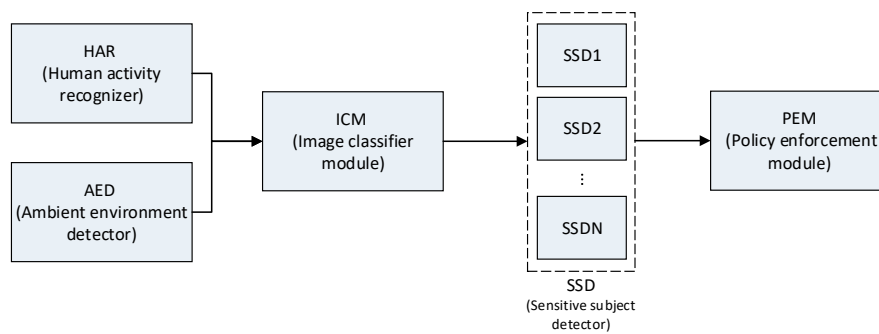 HAR
(Human activity
recognizer)
AED
(Ambient environment
detector)
ICM
(Image classifier
module)
SSD1
SSD2
...
SSDN
SSD
(Sensitive subject
detector)
PEM
(Policy enforcement
module)